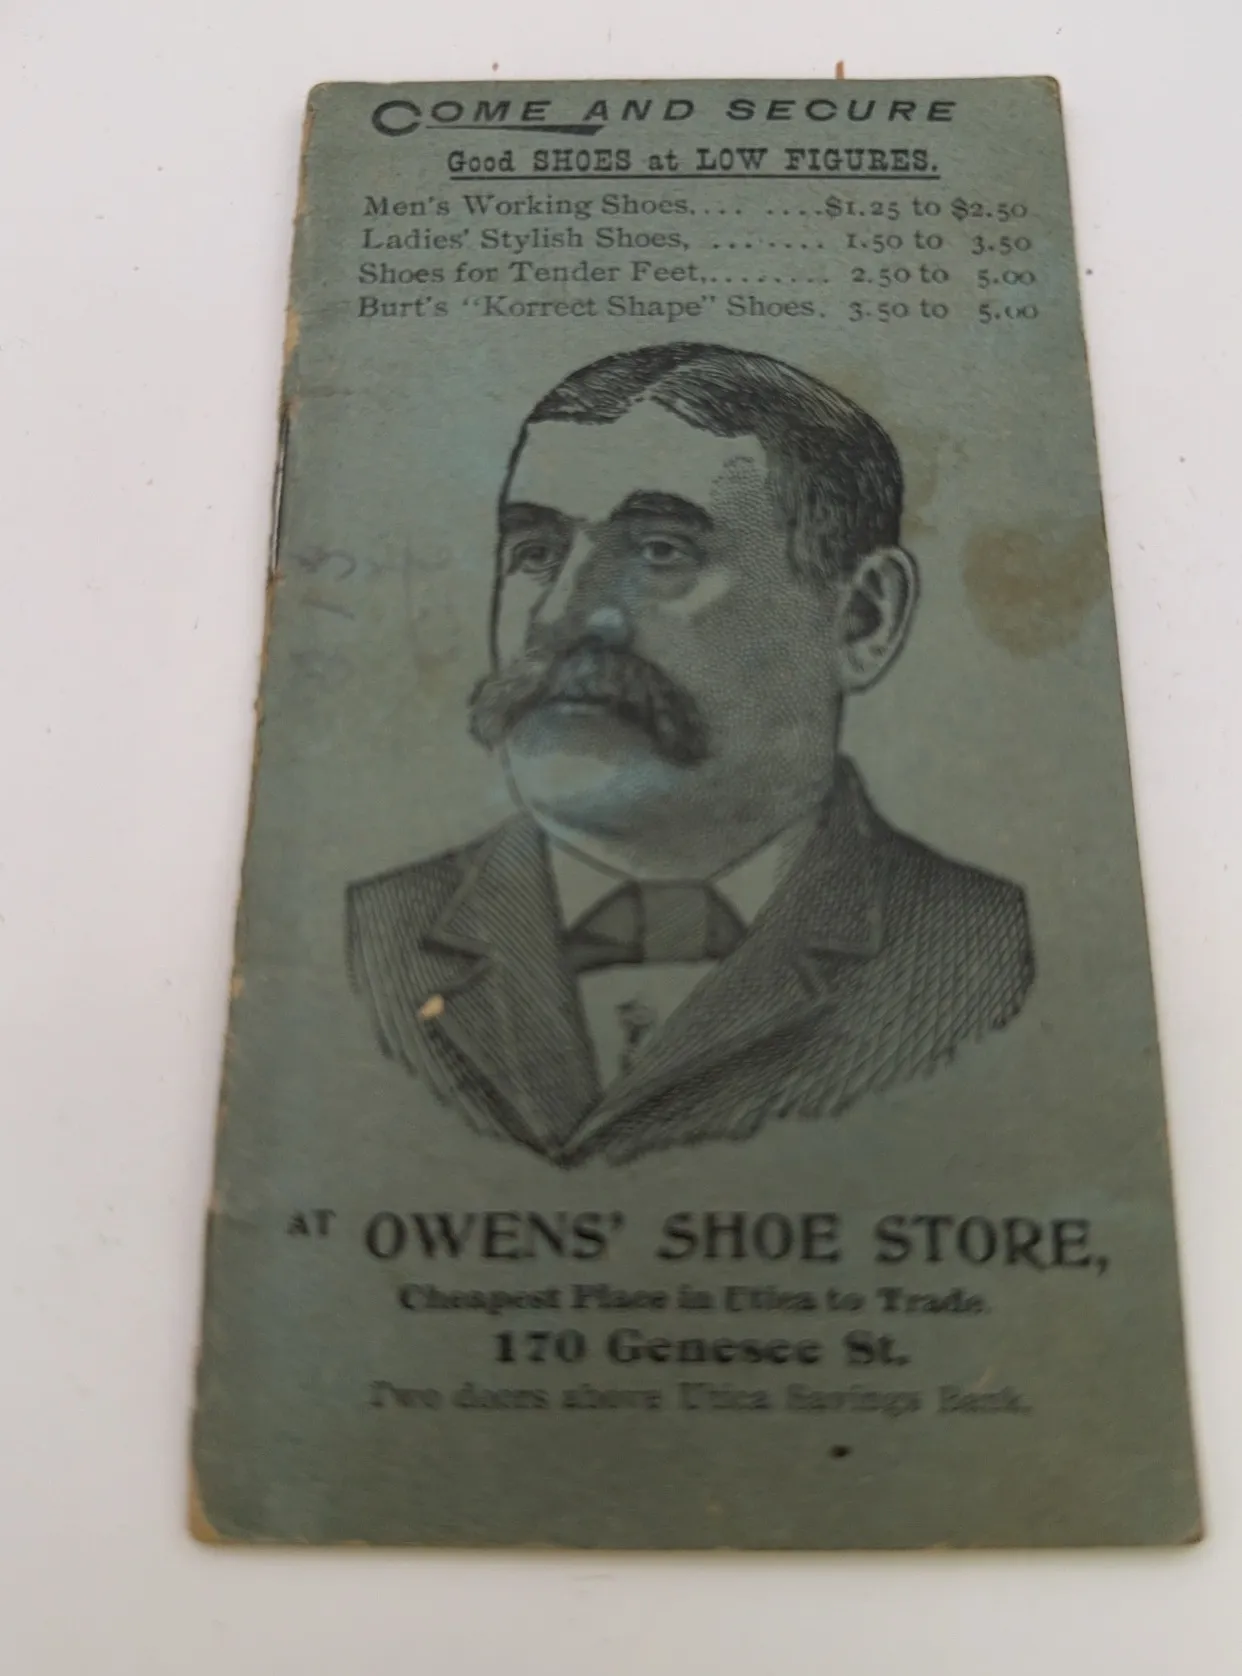 COME AND SECURE
Good SHOES at LOW FIGURES.
Men's Working Shoes.... ....$1.25 to $2.50
Ladies' Stylish Shoes, ........ 1.50 to 3.50
Shoes for Tender Feet,......... 2.50 to 5.00
Burt's "Korrect Shape" Shoes. 3.50 to 5.00
AT OWENS' SHOE STORE,
Cheapest Place in Utica to Trade.
170 Genesee St.
Two doors above Utica Savings Bank.